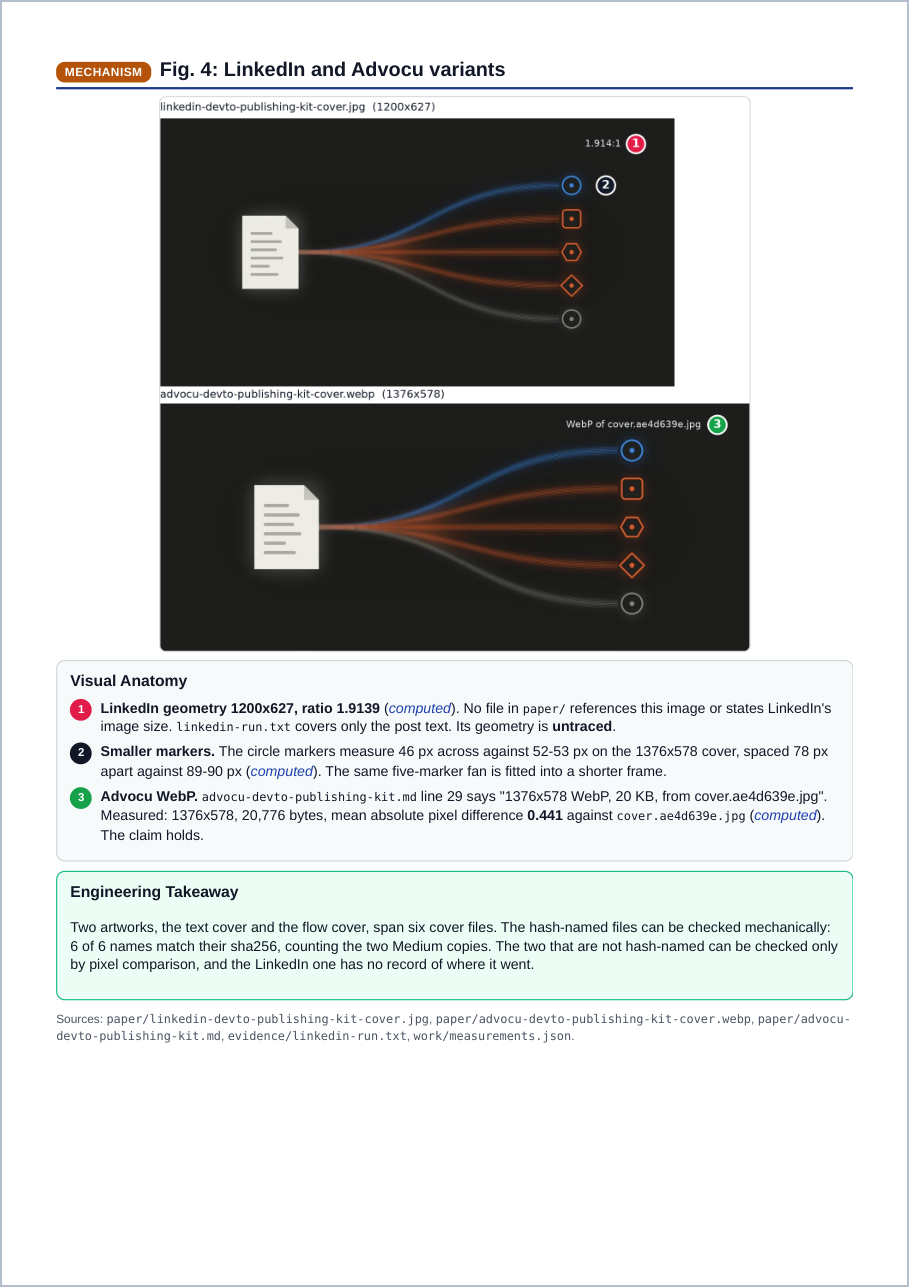 MECHANISM Fig. 4: LinkedIn and Advocu variants
linkedin-devto-publishing-kit-cover.jpg (1200x627)
1.914:1 1
2
advocu-devto-publishing-kit-cover.webp (1376x578)
WebP of cover.ae4d639e.jpg 3
Visual Anatomy
1 LinkedIn geometry 1200x627, ratio 1.9139 (computed). No file in paper/ references this image or states LinkedIn's
image size. linkedin-run.txt covers only the post text. Its geometry is untraced.
2 Smaller markers. The circle markers measure 46 px across against 52-53 px on the 1376x578 cover, spaced 78 px
apart against 89-90 px (computed). The same five-marker fan is fitted into a shorter frame.
3 Advocu WebP. advocu-devto-publishing-kit.md line 29 says "1376x578 WebP, 20 KB, from cover.ae4d639e.jpg".
Measured: 1376x578, 20,776 bytes, mean absolute pixel difference 0.441 against cover.ae4d639e.jpg (computed).
The claim holds.
Engineering Takeaway
Two artworks, the text cover and the flow cover, span six cover files. The hash-named files can be checked mechanically:
6 of 6 names match their sha256, counting the two Medium copies. The two that are not hash-named can be checked only
by pixel comparison, and the LinkedIn one has no record of where it went.
Sources: paper/linkedin-devto-publishing-kit-cover.jpg, paper/advocu-devto-publishing-kit-cover.webp, paper/advocu-
devto-publishing-kit.md, evidence/linkedin-run.txt, work/measurements.json.